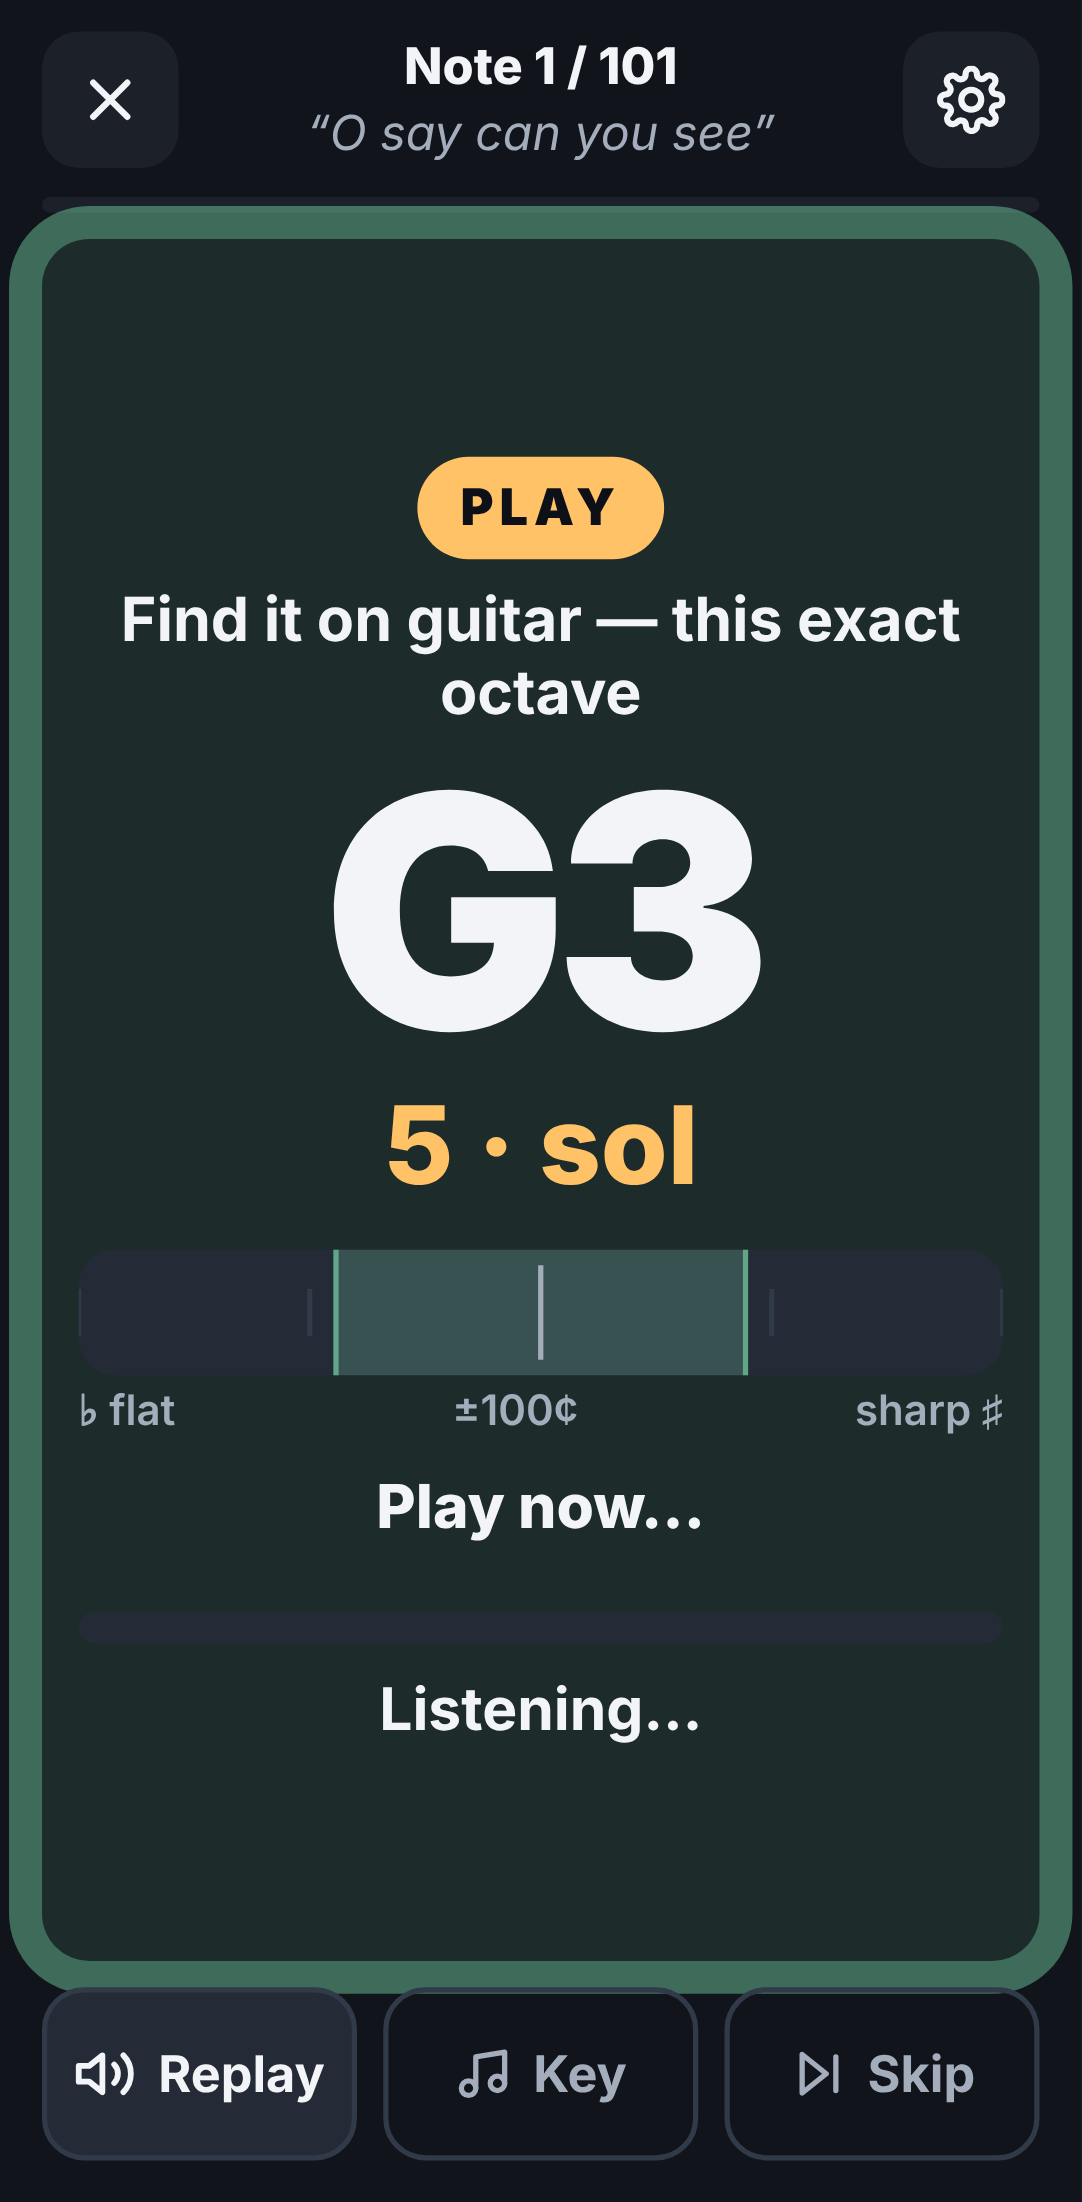 Note 1 / 101
“O say can you see”
PLAY
Find it on guitar — this exact
octave
G3
5 · sol
♭ flat ±100¢ sharp ♯
Play now…
Listening…
Replay Key Skip